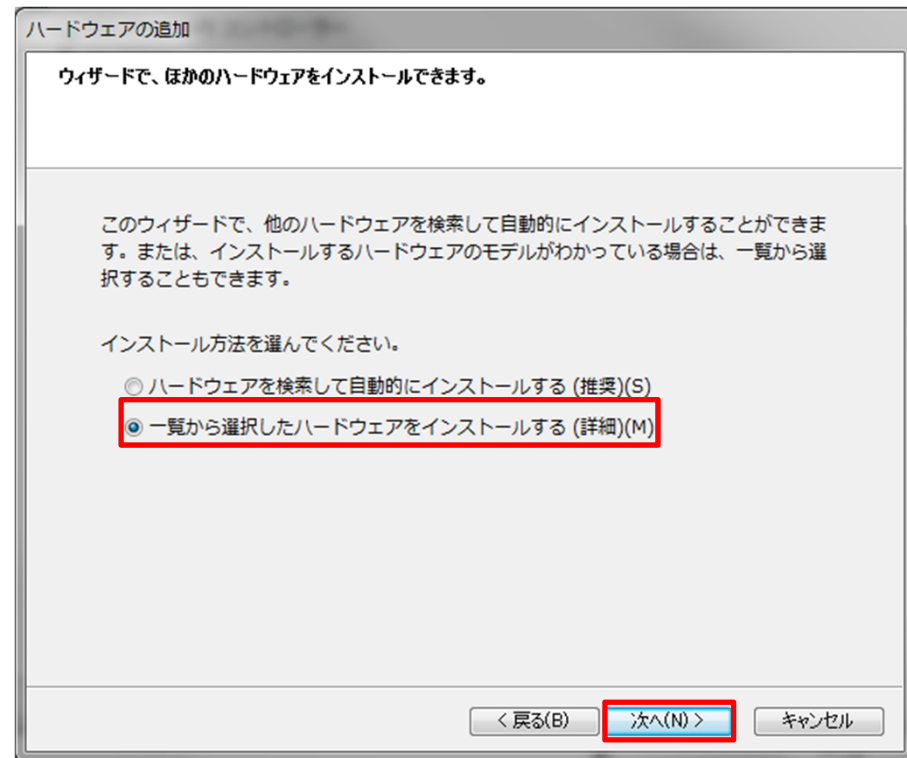 ハードウェアの追加
ウィザードで、ほかのハードウェアをインストールできます。
このウィザードで、他のハードウェアを検索して自動的にインストールすることができま
す。または、インストールするハードウェアのモデルがわかっている場合は、一覧から選
択することもできます。
インストール方法を選んでください。
ハードウェアを検索して自動的にインストールする (推奨)(S)
一覧から選択したハードウェアをインストールする (詳細)(M)
< 戻る(B)
次へ(N) >
キャンセル